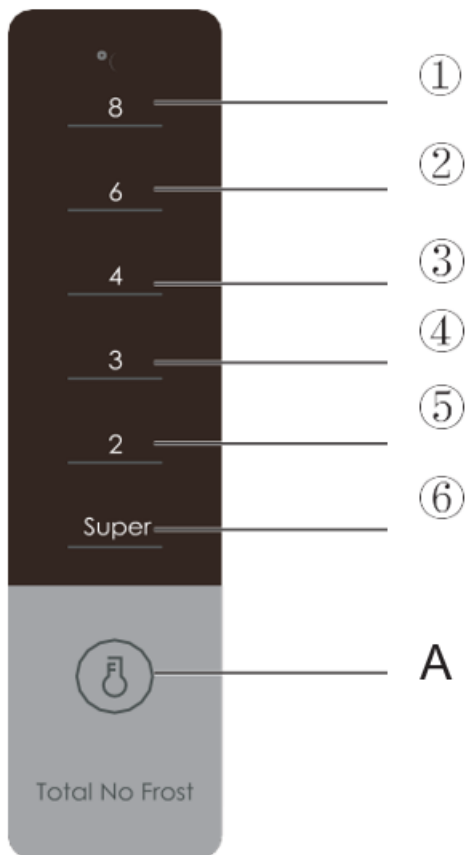 °C
8 ①
6 ②
4 ③
3 ④
2 ⑤
Super ⑥
A
Total No Frost